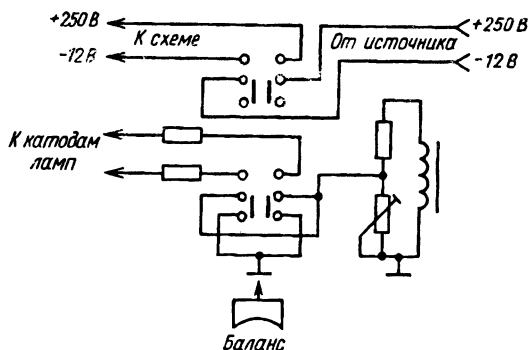 +250 В
К схеме
От источника
+250 В
-12 В
-12 В
К катодам
ламп
Баланс